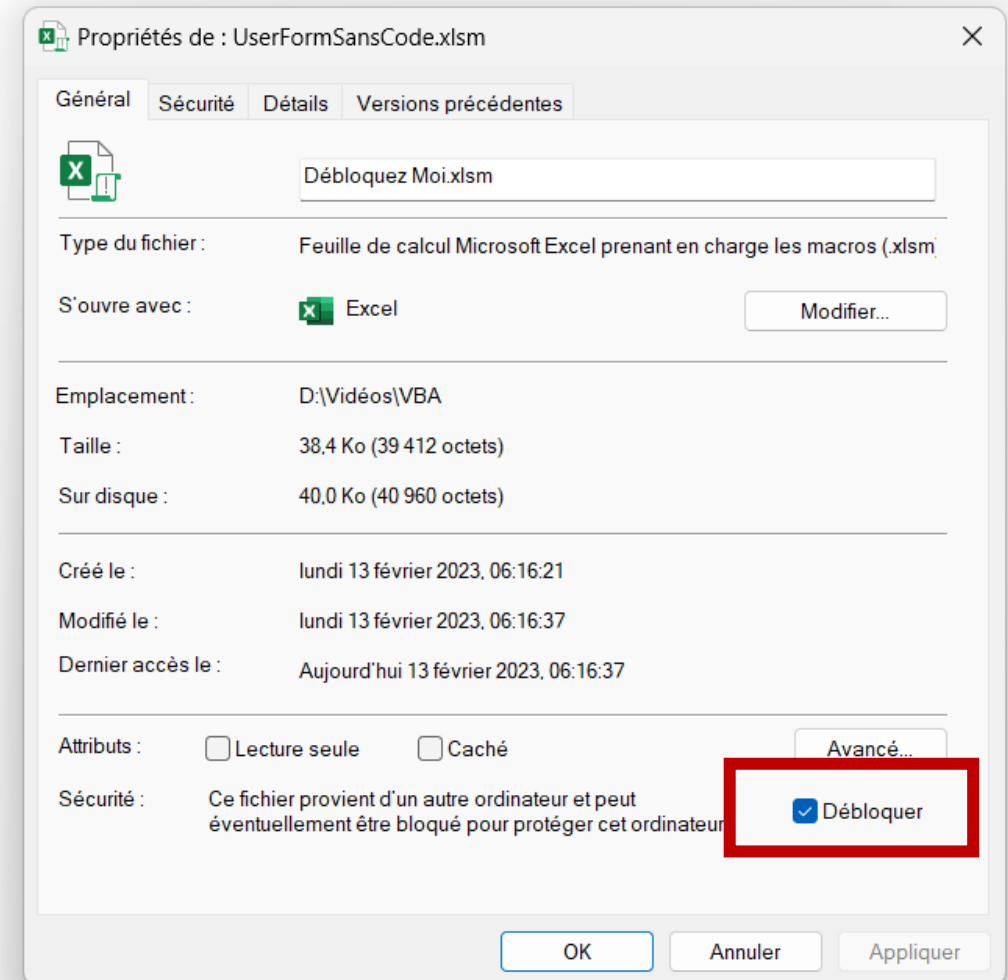 Propriétés de : UserFormSansCode.xlsm
Général Sécurité Détails Versions précédentes
Débloquez Moi.xlsm
Type du fichier : Feuille de calcul Microsoft Excel prenant en charge les macros (.xlsm)
S'ouvre avec : Excel Modifier...
Emplacement : D:\Vidéos\VBA
Taille : 38,4 Ko (39 412 octets)
Sur disque : 40,0 Ko (40 960 octets)
Créé le : lundi 13 février 2023, 06:16:21
Modifié le : lundi 13 février 2023, 06:16:37
Dernier accès le : Aujourd'hui 13 février 2023, 06:16:37
Attributs : Lecture seule Caché Avancé...
Sécurité : Ce fichier provient d'un autre ordinateur et peut
éventuellement être bloqué pour protéger cet ordinateur
Débloquer
OK Annuler Appliquer